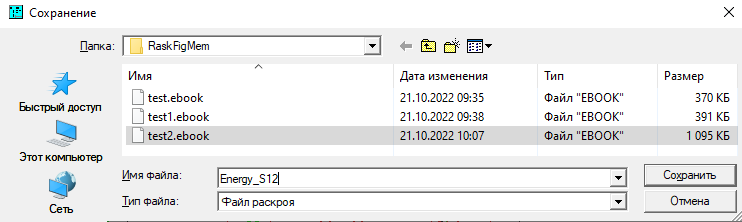 Сохранение
Папка: RaskFigMem
Имя Дата изменения Тип Размер
test.ebook 21.10.2022 09:35 Файл "EBOOK" 370 КБ
test1.ebook 21.10.2022 09:38 Файл "EBOOK" 391 КБ
test2.ebook 21.10.2022 10:07 Файл "EBOOK" 1 095 КБ
Быстрый доступ
Этот компьютер
Сеть
Имя файла: Energy_S12 Сохранить
Тип файла: Файл раскроя Отмена